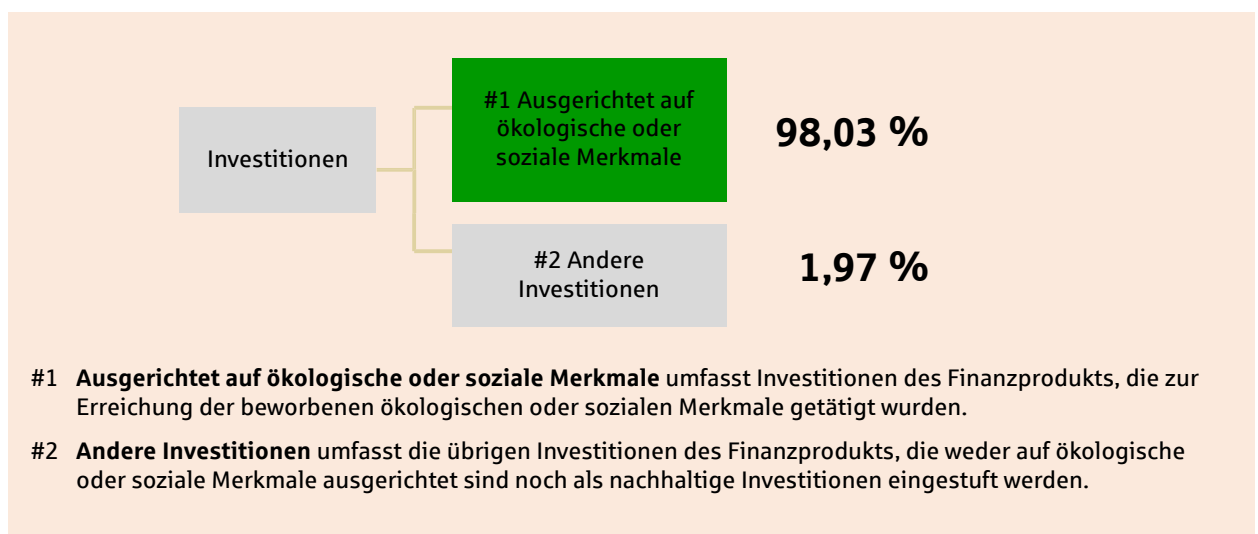 #1 Ausgerichtet auf
ökologische oder
soziale Merkmale
98,03 %
Investitionen
#2 Andere
Investitionen
1,97 %
#1 Ausgerichtet auf ökologische oder soziale Merkmale umfasst Investitionen des Finanzprodukts, die zur
Erreichung der beworbenen ökologischen oder sozialen Merkmale getätigt wurden.
#2 Andere Investitionen umfasst die übrigen Investitionen des Finanzprodukts, die weder auf ökologische
oder soziale Merkmale ausgerichtet sind noch als nachhaltige Investitionen eingestuft werden.